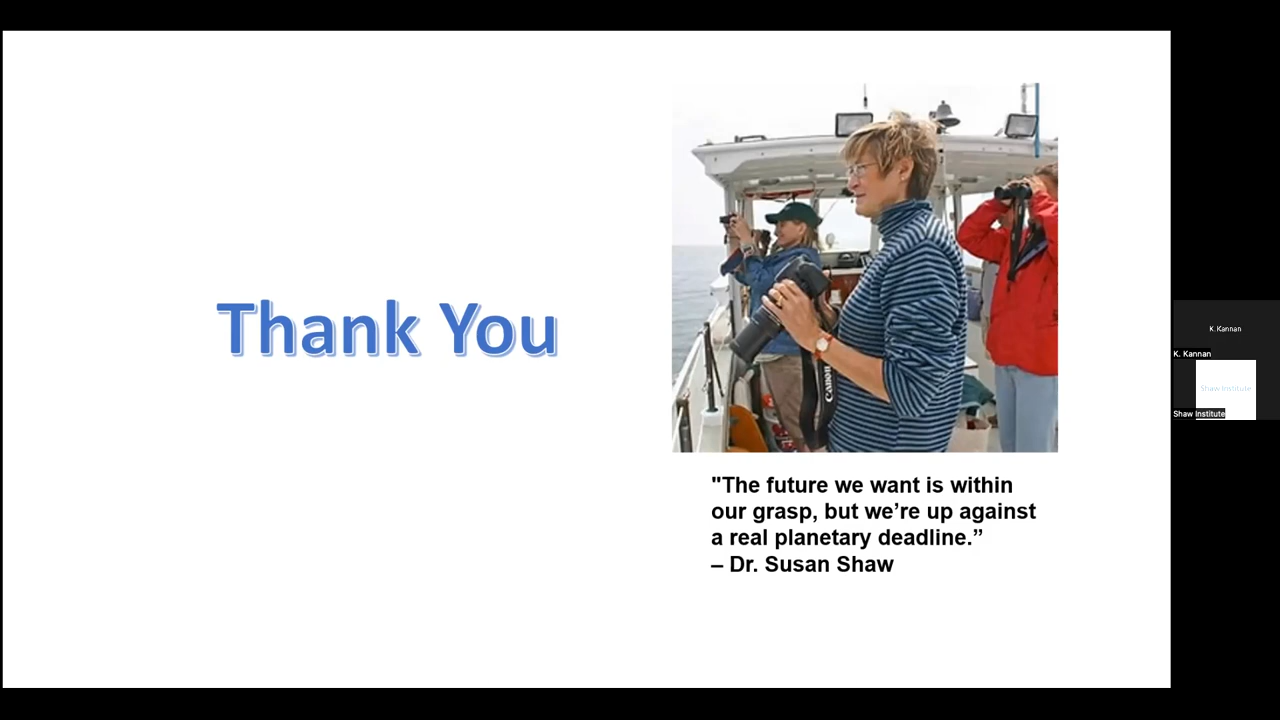 Thank You
Canon
"The future we want is within
our grasp, but we’re up against
a real planetary deadline.”
– Dr. Susan Shaw
K. Kannan
K. Kannan
Shaw Institute
Shaw Institute